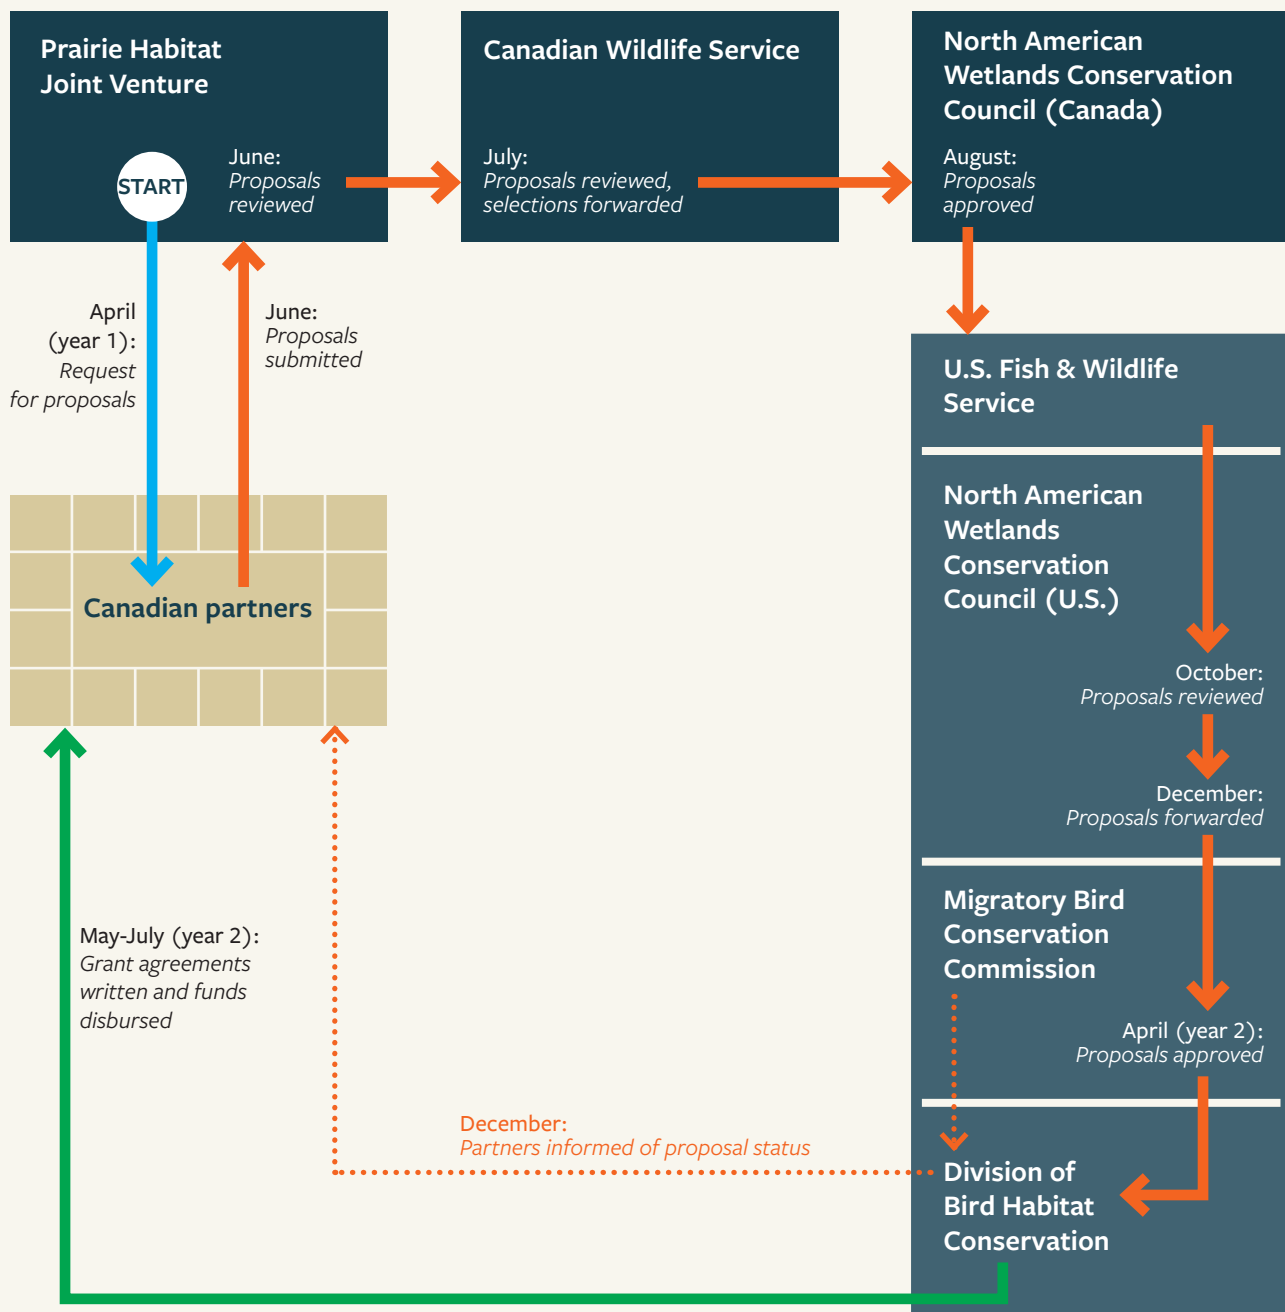 Prairie Habitat
Joint Venture
START
June:
Proposals
reviewed
Canadian Wildlife Service
July:
Proposals reviewed,
selections forwarded
North American
Wetlands Conservation
Council (Canada)
August:
Proposals
approved
April
(year 1):
Request
for proposals
June:
Proposals
submitted
Canadian partners
U.S. Fish & Wildlife
Service
North American
Wetlands
Conservation
Council (U.S.)
October:
Proposals reviewed
December:
Proposals forwarded
Migratory Bird
Conservation
Commission
April (year 2):
Proposals approved
Division of
Bird Habitat
Conservation
December:
Partners informed of proposal status
May-July (year 2):
Grant agreements
written and funds
disbursed